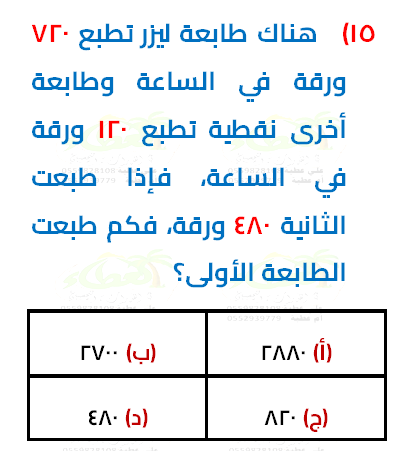 ١٥) هناك طابعة ليزر تطبع ٧٢٠
ورقة في الساعة وطابعة
أخرى نقطية تطبع ١٢٠ ورقة
في الساعة، فإذا طبعت
الثانية ٤٨٠ ورقة، فكم طبعت
الطابعة الأولى؟
(أ) ٢٨٨٠ (ب) ٢٧٠٠
(ج) ٨٢٠ (د) ٤٨٠